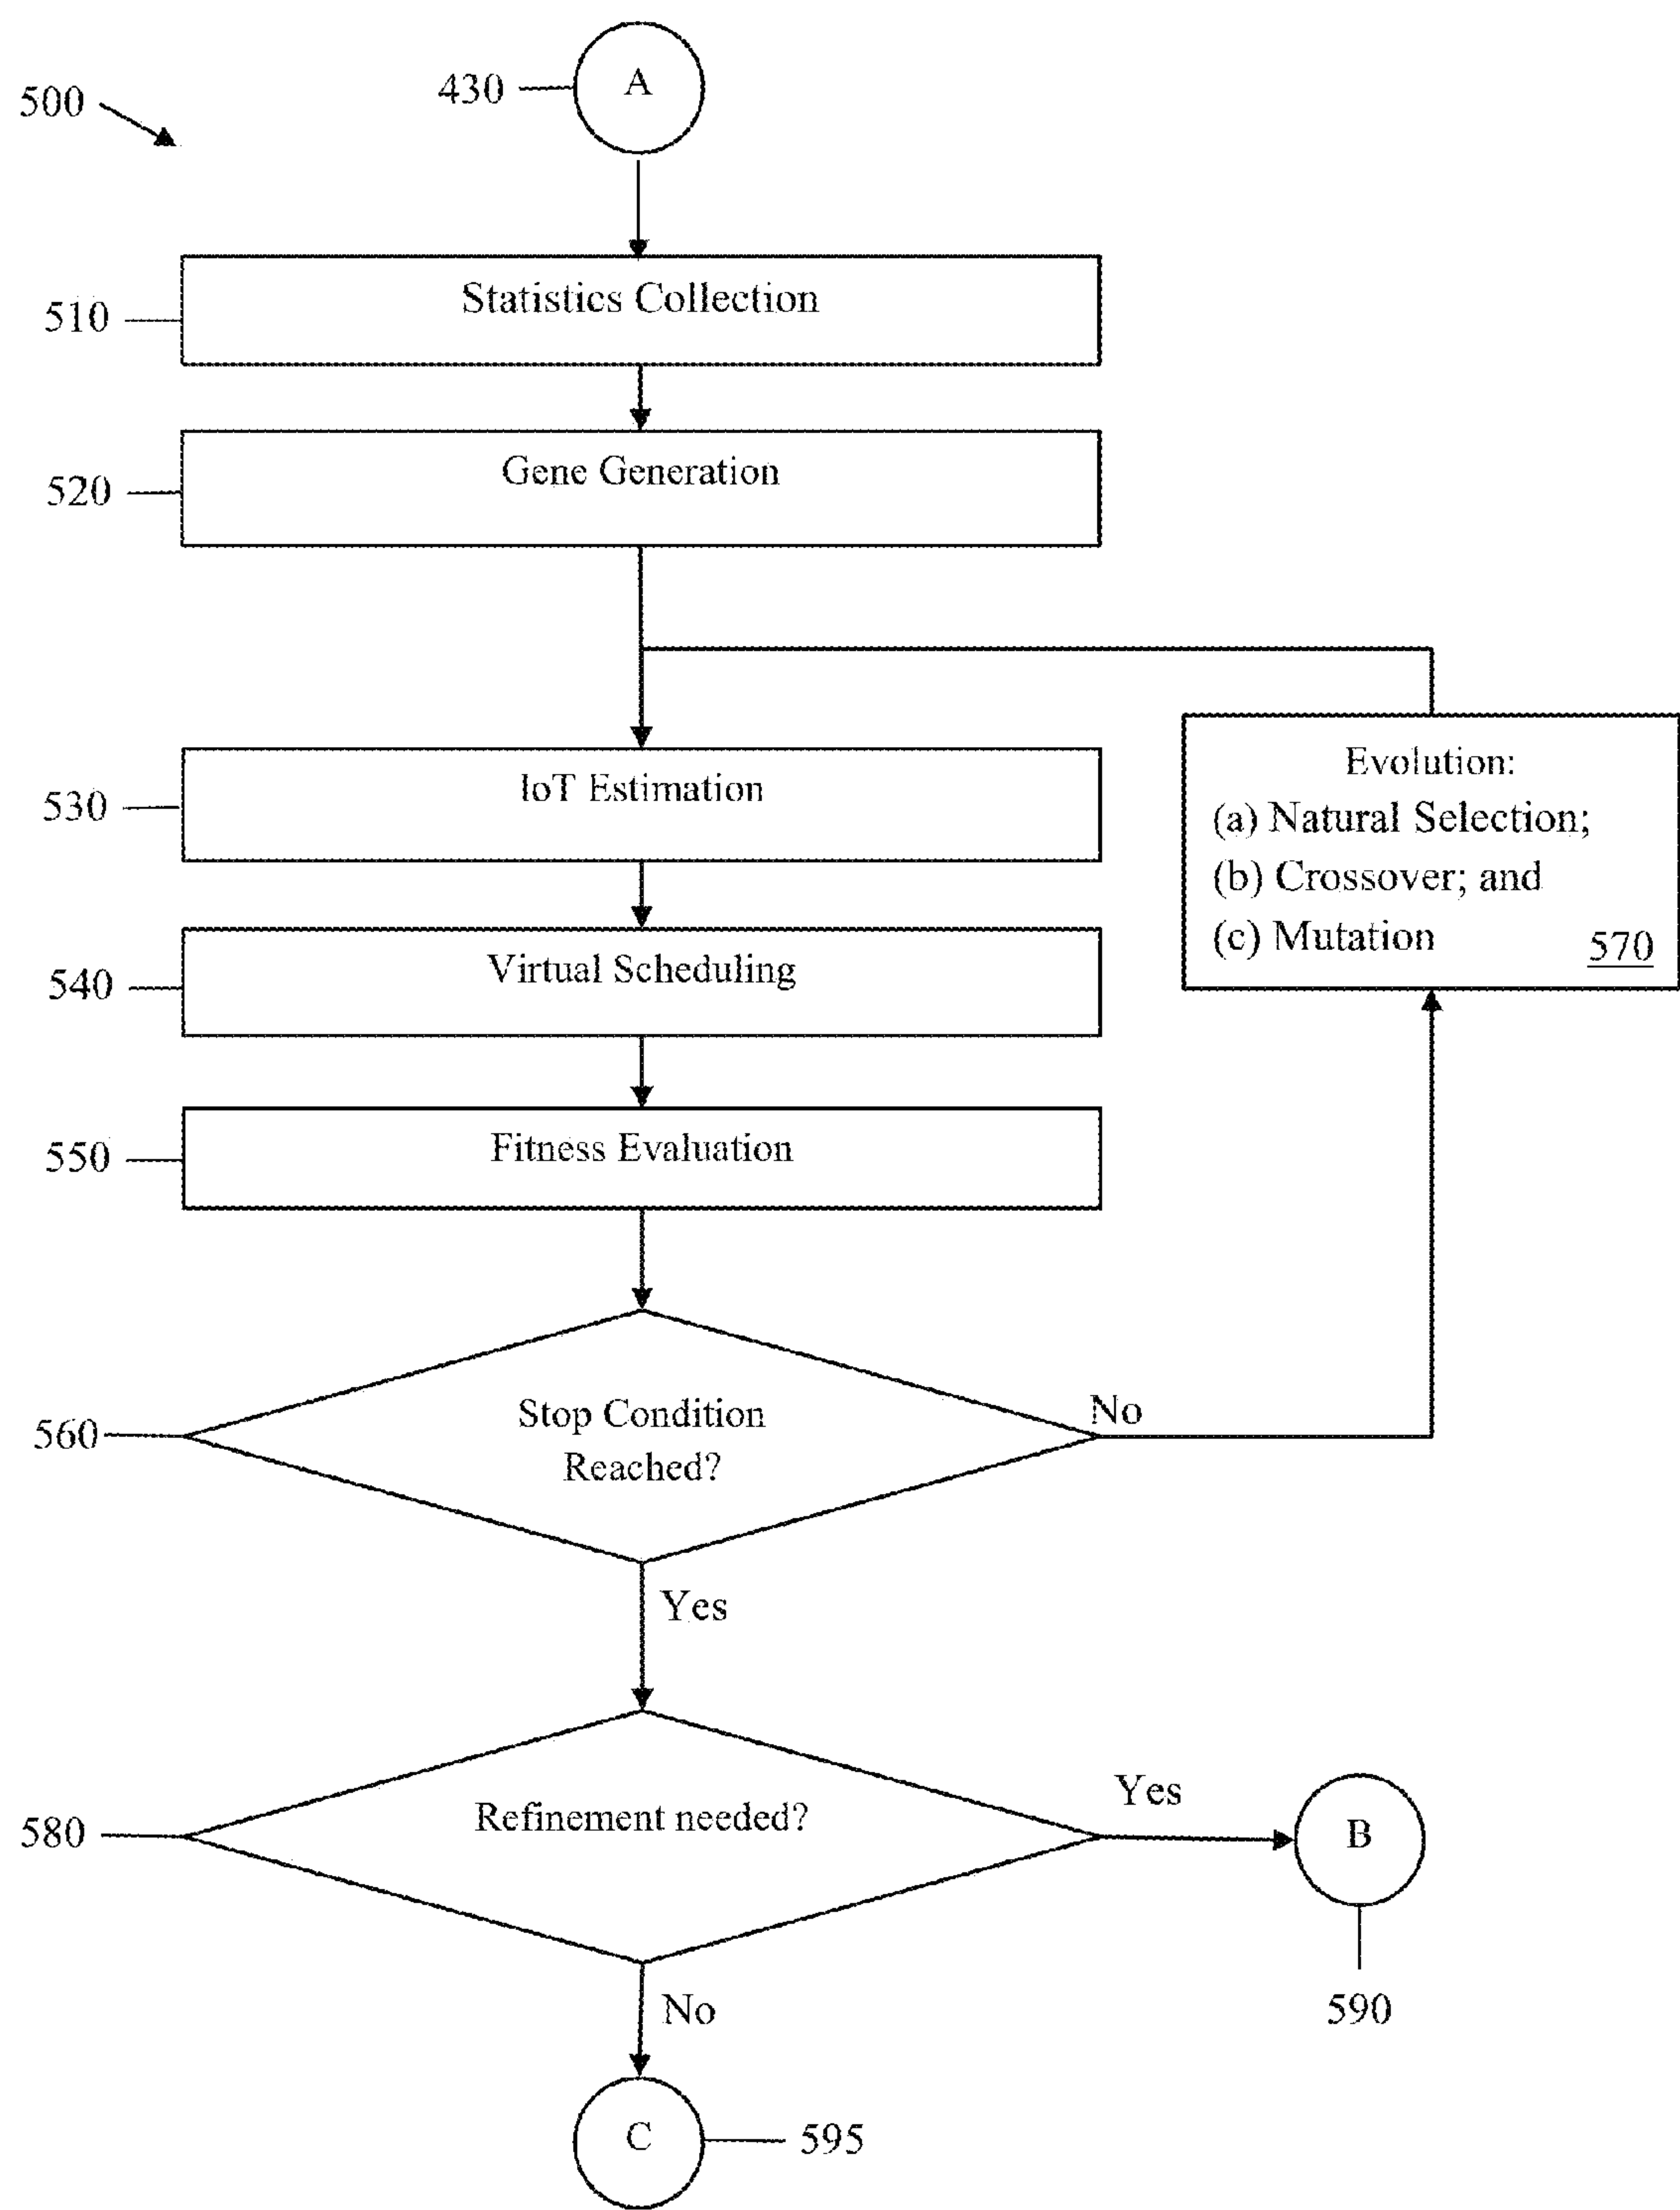 A
430
500
Statistics Collection
510
Gene Generation
520
IoT Estimation
530
Evolution:
(a) Natural Selection;
(b) Crossover; and
(c) Mutation
570
Virtual Scheduling
540
Fitness Evaluation
550
Stop Condition
Reached?
560
No
Yes
Refinement needed?
580
Yes
B
590
No
C
595